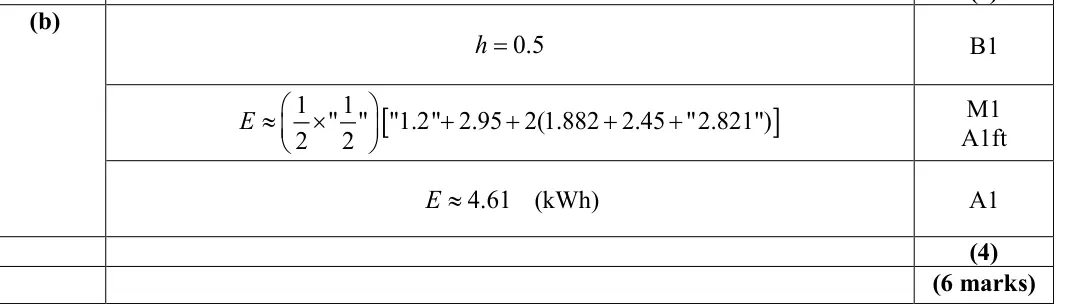 (b)
h = 0.5
B1
E ≈ (1/2 × "1/2")["1.2"+ 2.95 + 2(1.882 + 2.45 + "2.821")]
M1
A1ft
E ≈ 4.61 (kWh)
A1
(4)
(6 marks)